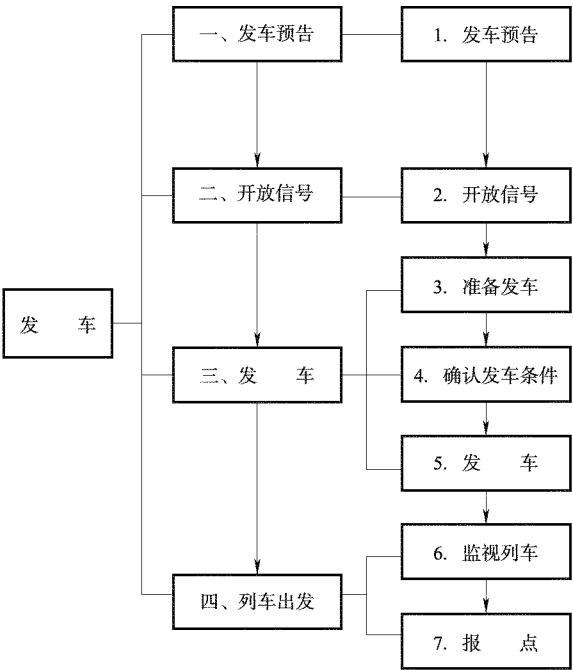 一、发车预告
1. 发车预告
二、开放信号
2. 开放信号
3. 准备发车
发 车
三、发 车
4. 确认发车条件
5. 发 车
6. 监视列车
四、列车出发
7. 报 点